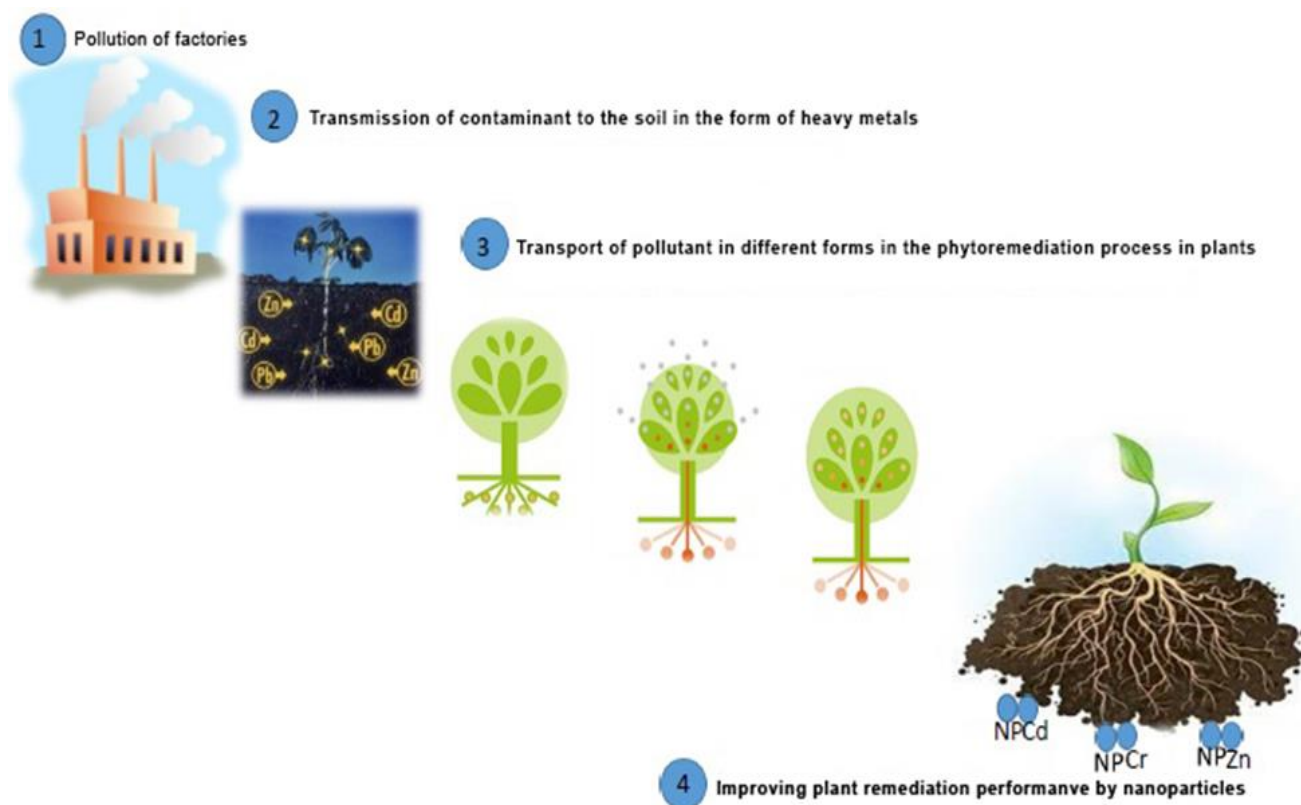 1 Pollution of factories
2 Transmission of contaminant to the soil in the form of heavy metals
3 Transport of pollutant in different forms in the phytoremediation process in plants
Zn
Cd
Cd
Pb
Pb
Zn
NPCd
NPCr
NPZn
4 Improving plant remediation performanve by nanoparticles